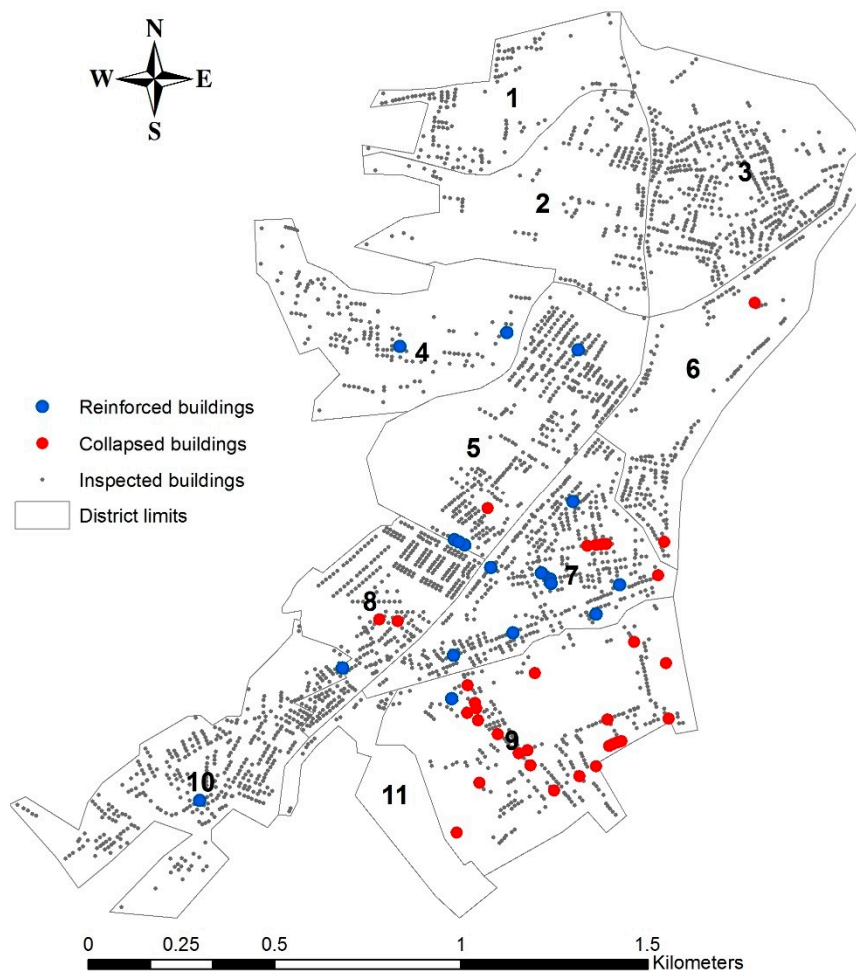 N
W E
S
1
2
3
4
5
6
7
8
9
10
11
Reinforced buildings
Collapsed buildings
Inspected buildings
District limits
0 0.25 0.5 1 1.5
Kilometers